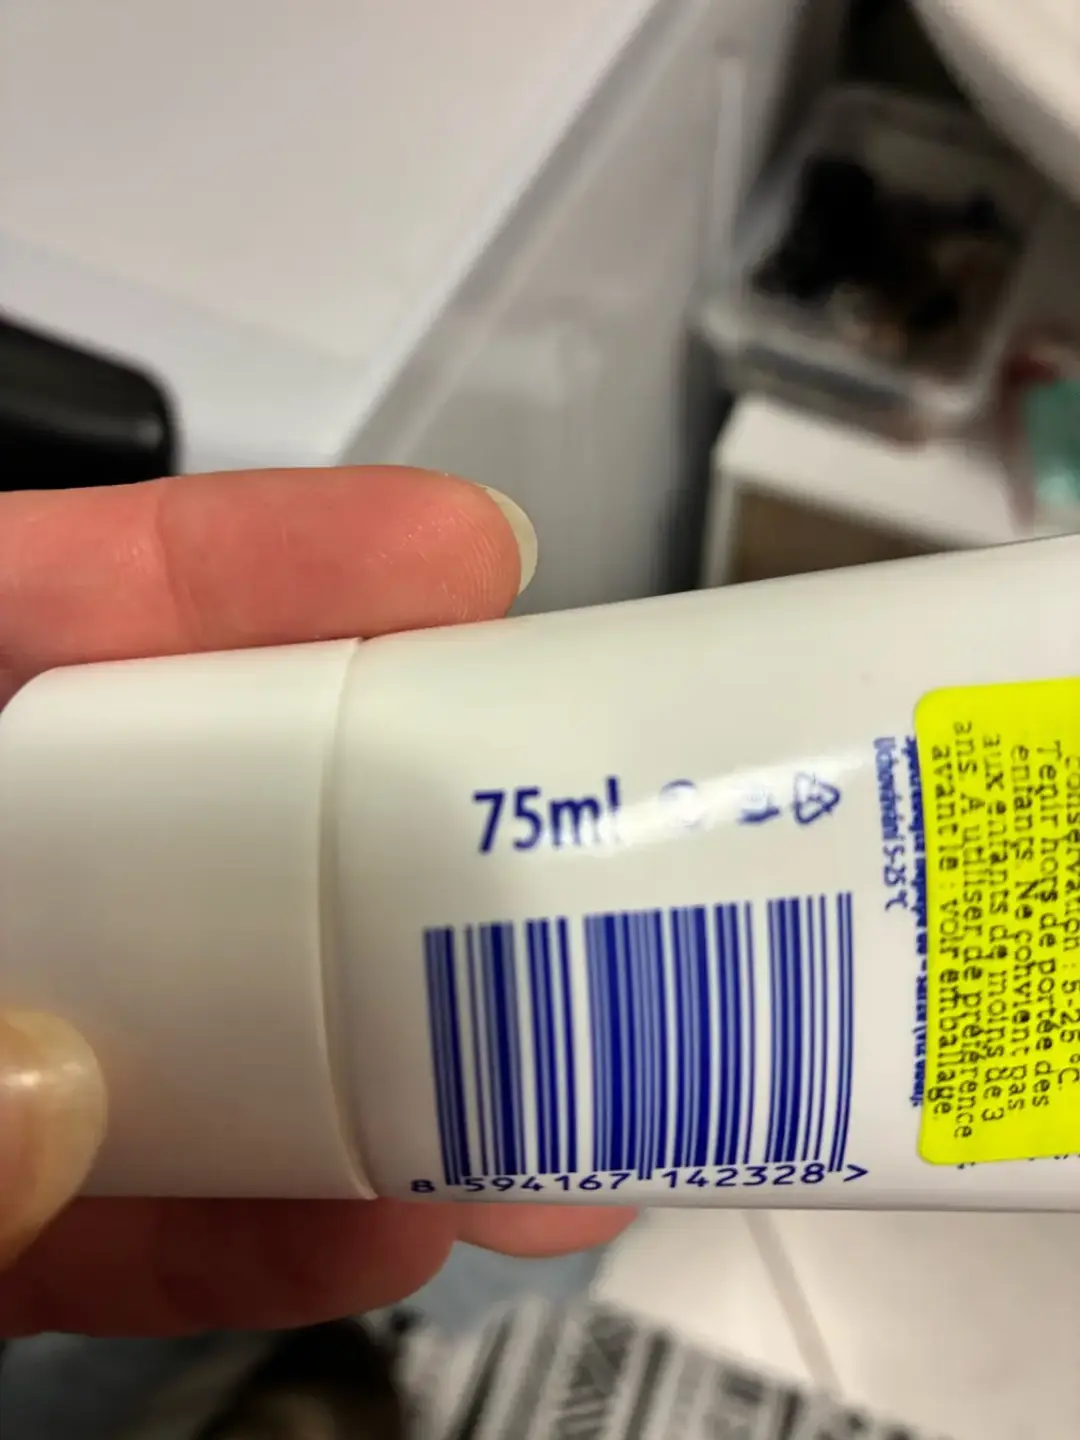 75ml
8 594167 142328 >
Uchovávání 5-25 °C
conservation : 5-25 °C.
Tenir hors de portée des
enfants. Ne convient pas
aux enfants de moins de 3
ans. A utiliser de préférence
avant le : voir emballage.